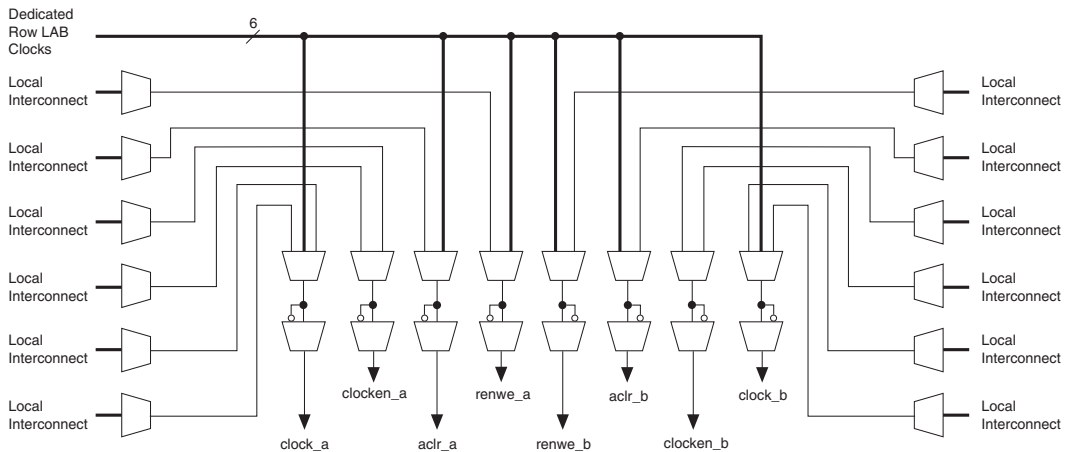 Dedicated
Row LAB
Clocks
6
Local
Interconnect
Local
Interconnect
Local
Interconnect
Local
Interconnect
Local
Interconnect
Local
Interconnect
Local
Interconnect
Local
Interconnect
Local
Interconnect
Local
Interconnect
Local
Interconnect
Local
Interconnect
clocken_a
renwe_a
aclr_b
clock_b
clock_a
aclr_a
renwe_b
clocken_b